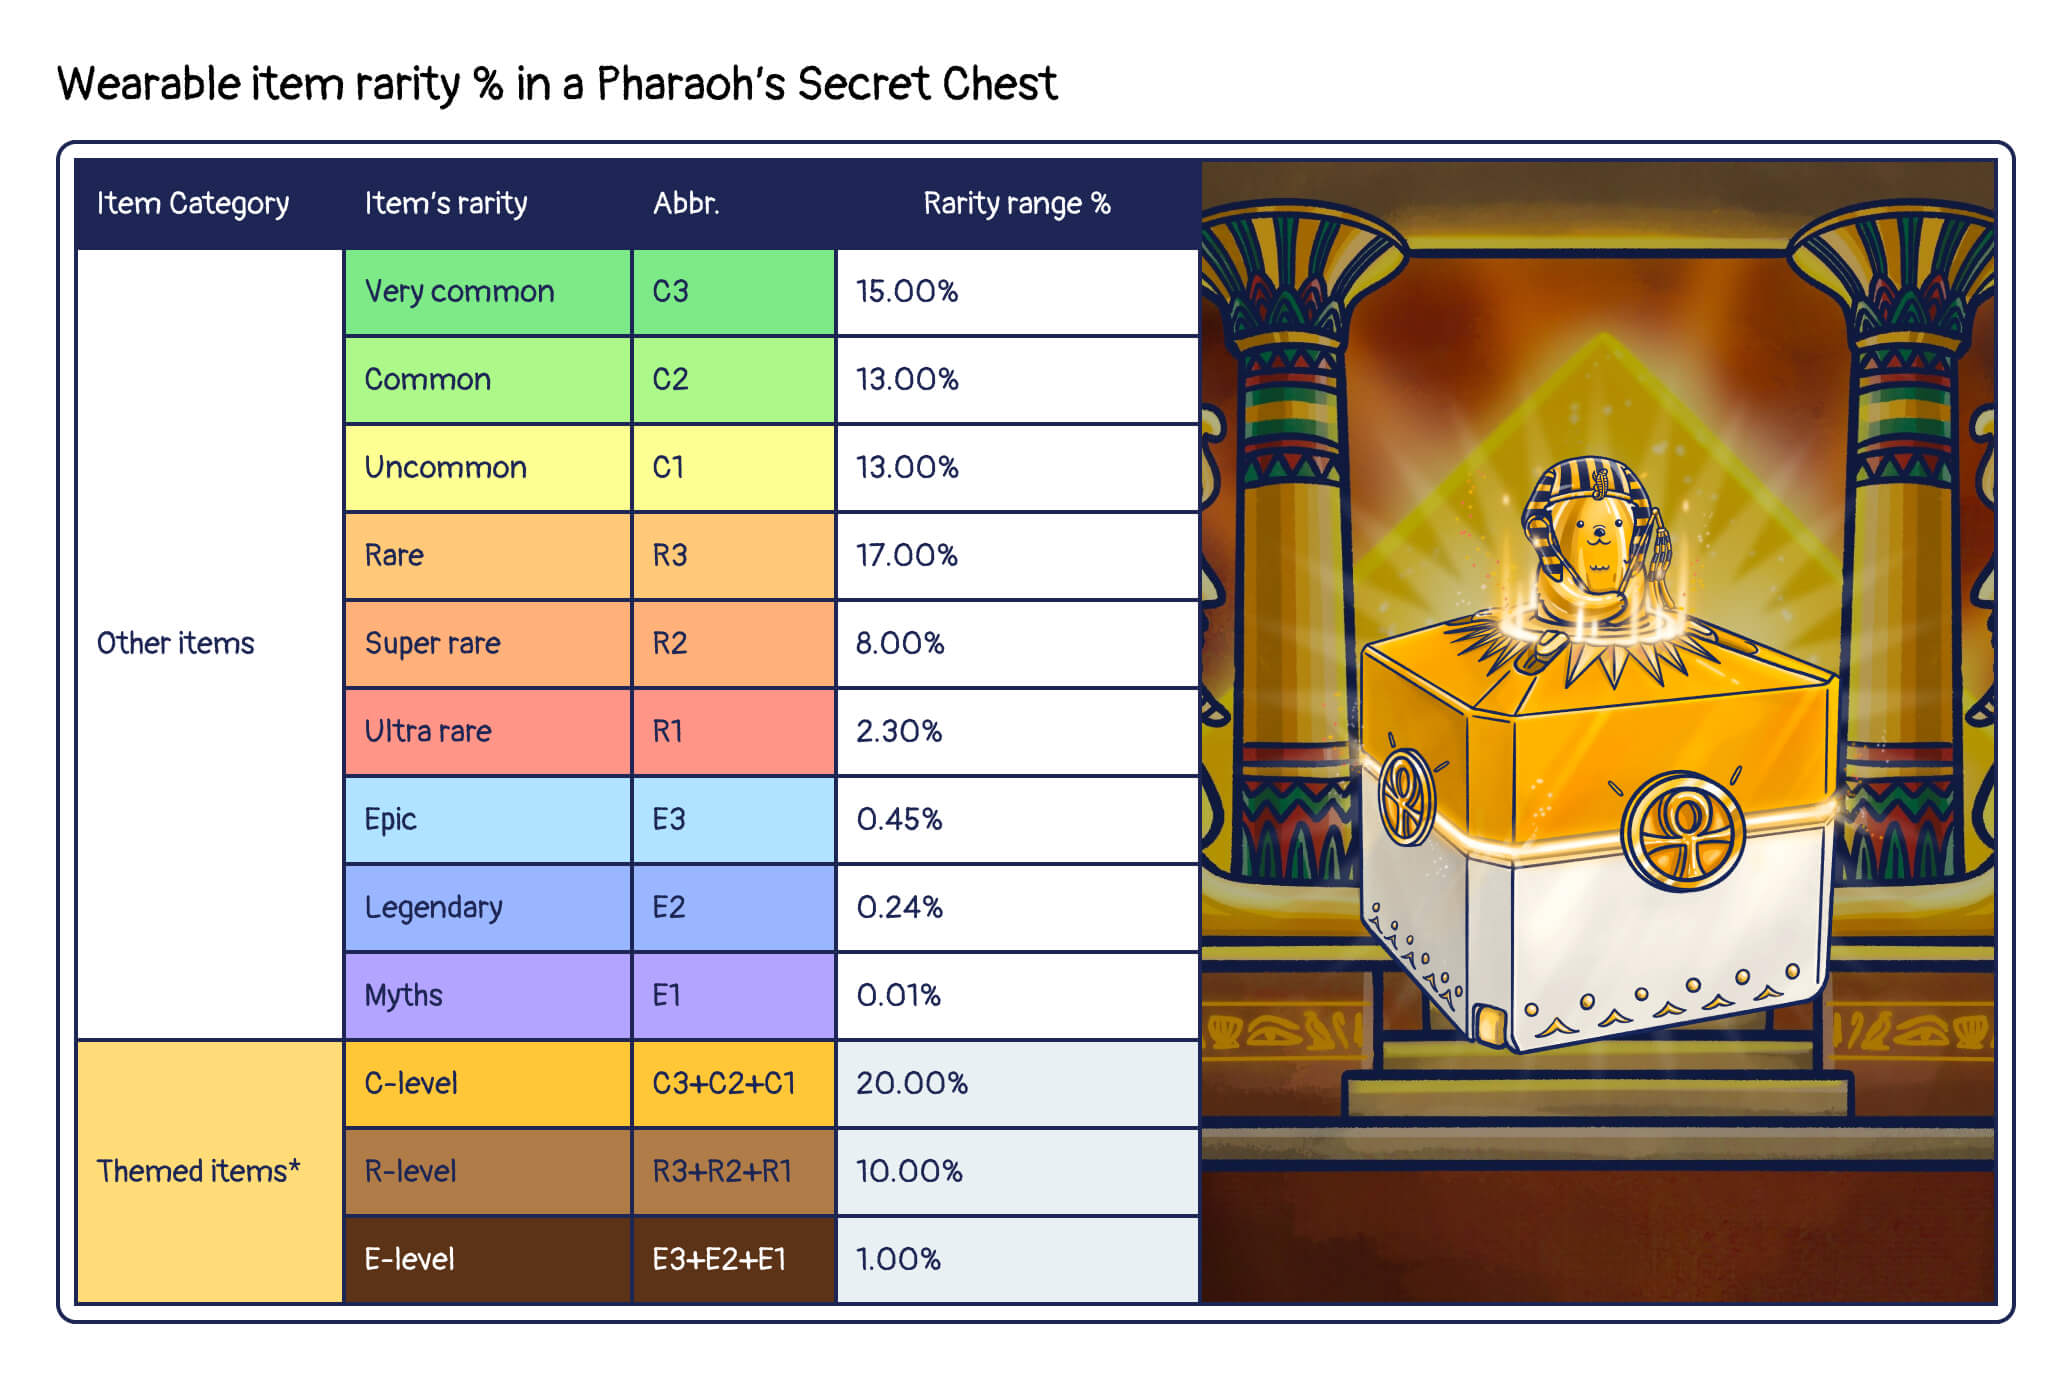 Wearable item rarity % in a Pharaoh's Secret Chest
Item Category Item's rarity Abbr. Rarity range %
Other items
Very common C3 15.00%
Common C2 13.00%
Uncommon C1 13.00%
Rare R3 17.00%
Super rare R2 8.00%
Ultra rare R1 2.30%
Epic E3 0.45%
Legendary E2 0.24%
Myths E1 0.01%
Themed items*
C-level C3+C2+C1 20.00%
R-level R3+R2+R1 10.00%
E-level E3+E2+E1 1.00%